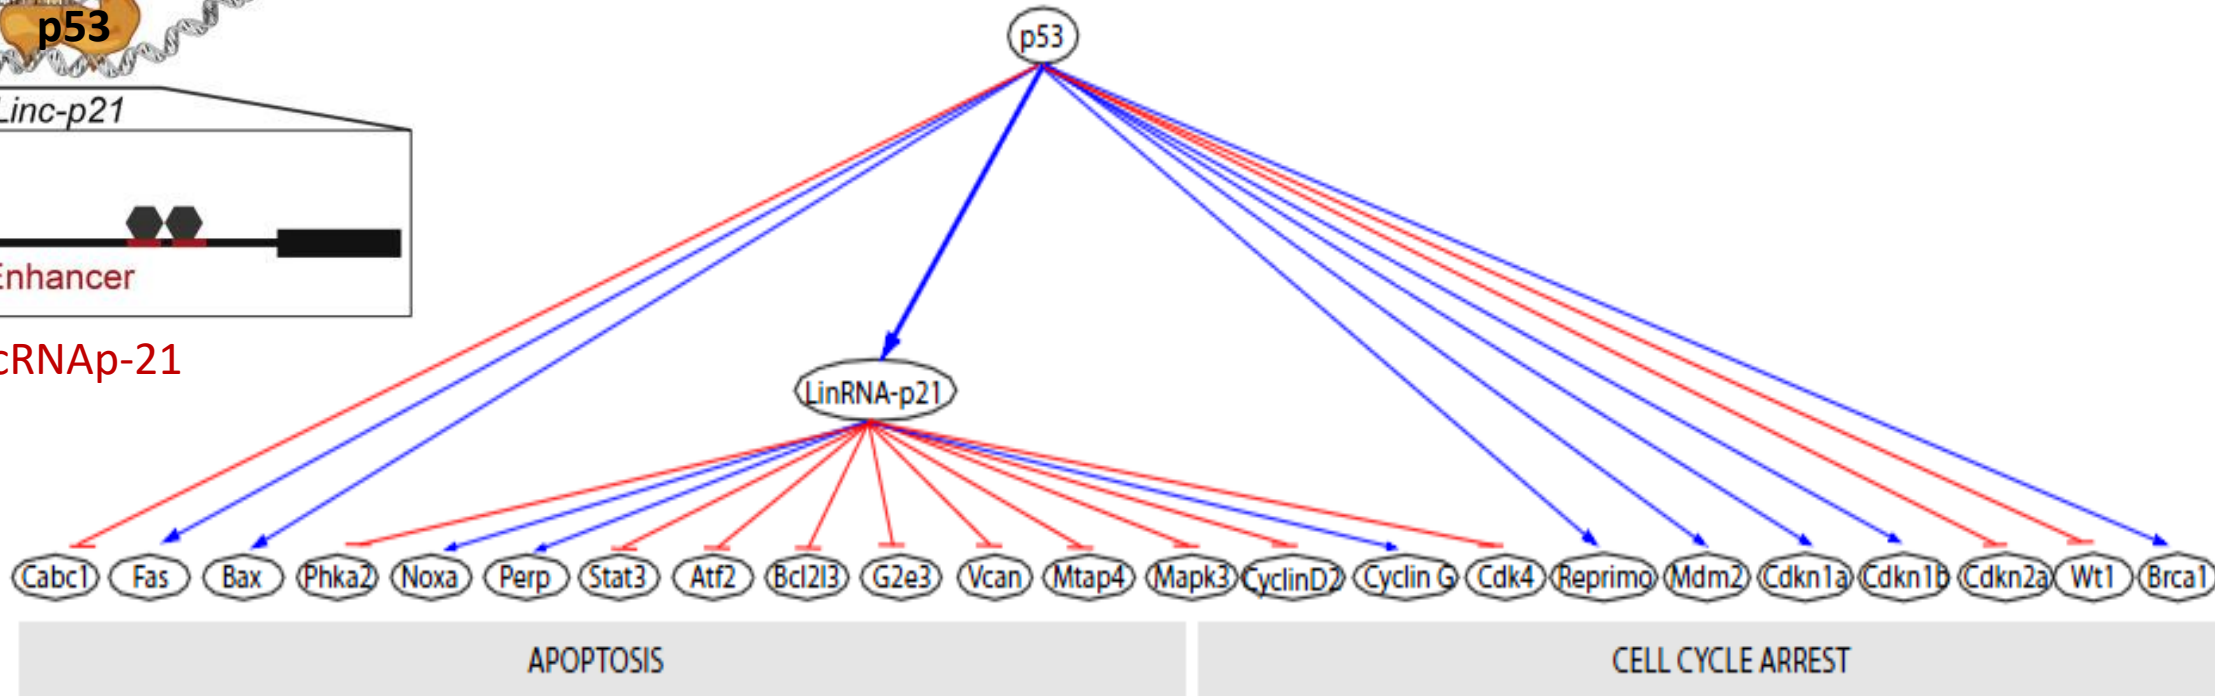 p53
Linc-p21
Enhancer
cRNAp-21
p53
LinRNA-p21
Cabc1 Fas Bax Phka2 Noxa Perp Stat3 Atf2 Bcl2l3 G2e3 Vcan Mtap4 Mapk3 CyclinD2 Cyclin G Cdk4 Reprimo Mdm2 Cdkn1a Cdkn1b Cdkn2a Wt1 Brca1
APOPTOSIS CELL CYCLE ARREST